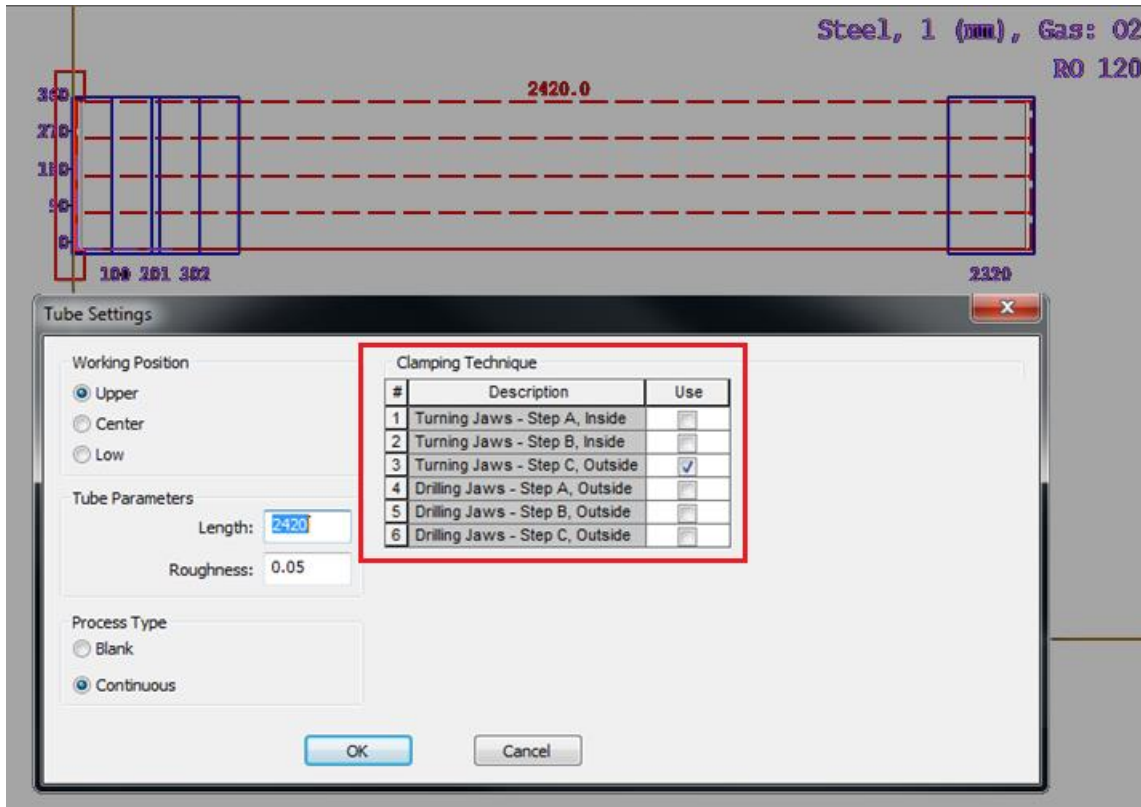 Steel, 1 (mm), Gas: O2
RO 120
2420.0
360
270
180
90
0
100 201 302
2320
Tube Settings
Working Position
Upper
Center
Low
Tube Parameters
Length: 2420
Roughness: 0.05
Process Type
Blank
Continuous
Clamping Technique
# Description Use
1 Turning Jaws - Step A, Inside
2 Turning Jaws - Step B, Inside
3 Turning Jaws - Step C, Outside
4 Drilling Jaws - Step A, Outside
5 Drilling Jaws - Step B, Outside
6 Drilling Jaws - Step C, Outside
OK Cancel